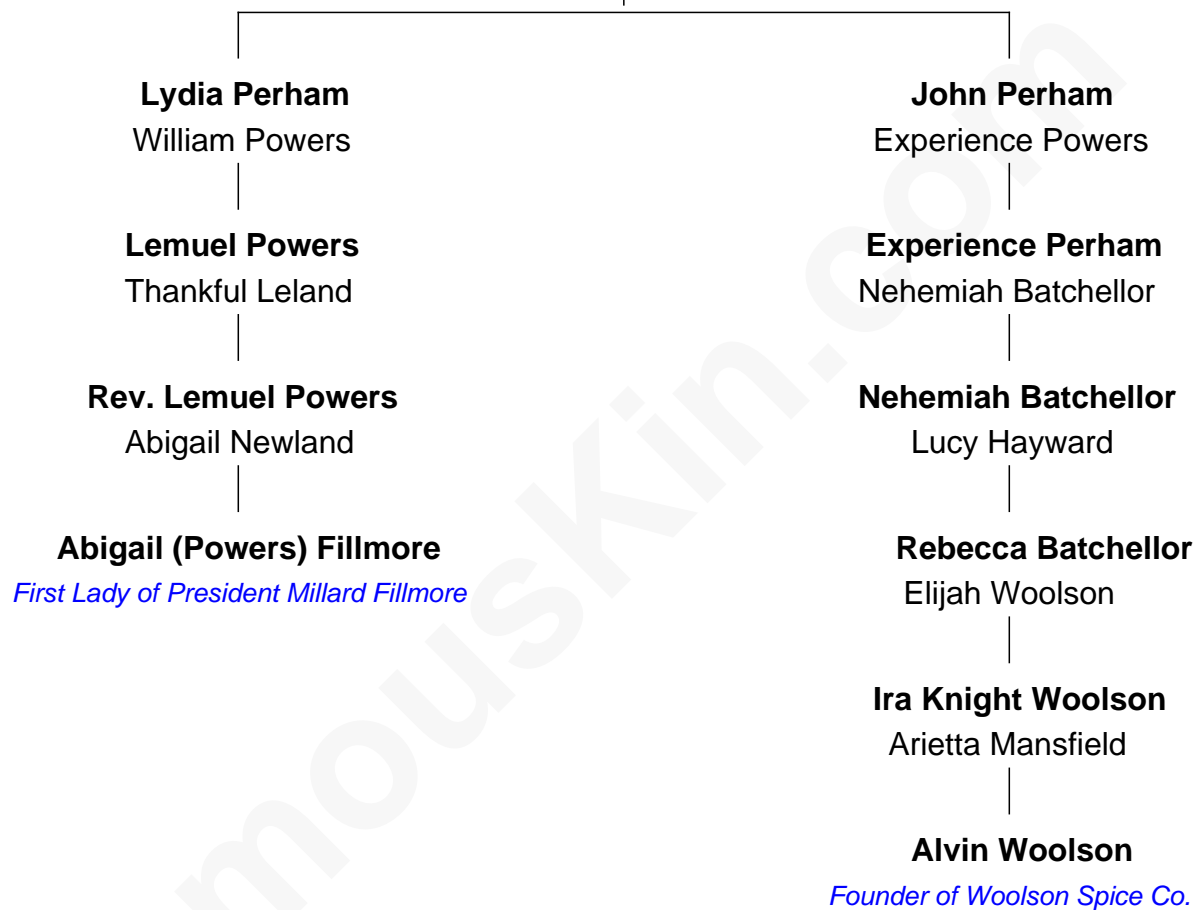 Lydia Perham
William Powers
Lemuel Powers
Thankful Leland
Rev. Lemuel Powers
Abigail Newland
Abigail (Powers) Fillmore
First Lady of President Millard Fillmore
John Perham
Experience Powers
Experience Perham
Nehemiah Batchellor
Nehemiah Batchellor
Lucy Hayward
Rebecca Batchellor
Elijah Woolson
Ira Knight Woolson
Arietta Mansfield
Alvin Woolson
Founder of Woolson Spice Co.
mousKin.com